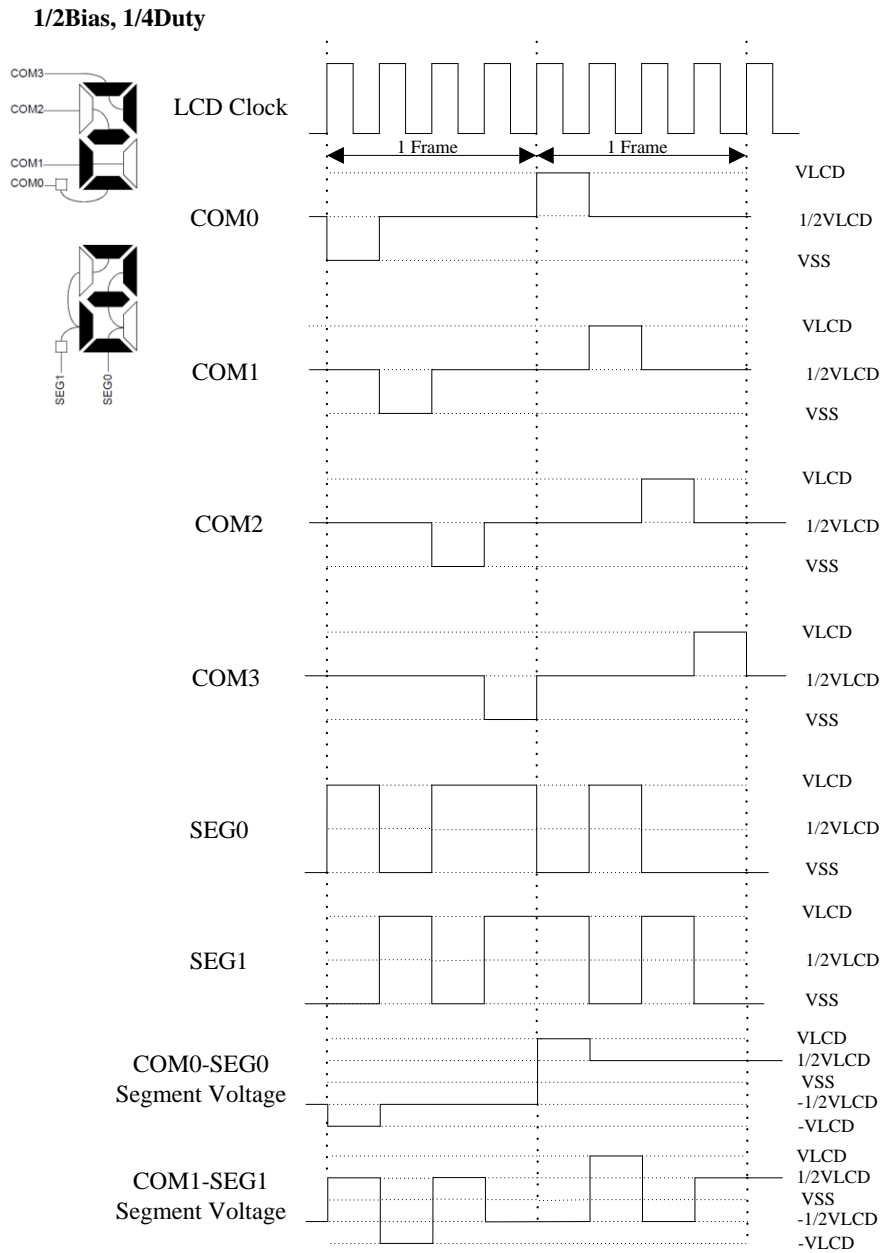 1/2Bias, 1/4Duty
COM3
COM2
COM1
COM0
SEG1
SEG0
LCD Clock
1 Frame
1 Frame
COM0
VLCD
1/2VLCD
VSS
COM1
VLCD
1/2VLCD
VSS
COM2
VLCD
1/2VLCD
VSS
COM3
VLCD
1/2VLCD
VSS
SEG0
VLCD
1/2VLCD
VSS
SEG1
VLCD
1/2VLCD
VSS
COM0-SEG0
Segment Voltage
VLCD
1/2VLCD
VSS
-1/2VLCD
-VLCD
COM1-SEG1
Segment Voltage
VLCD
1/2VLCD
VSS
-1/2VLCD
-VLCD